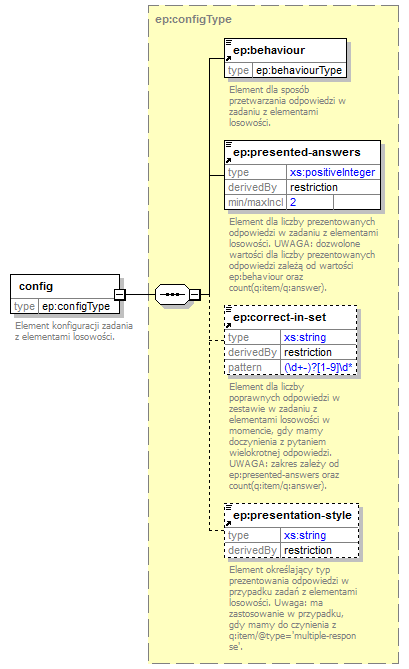 ep:configType
ep:behaviour
type ep:behaviourType
Element dla sposób
przetwarzania odpowiedzi w
zadaniu z elementami
losowości.
ep:presented-answers
type xs:positiveInteger
derivedBy restriction
min/maxIncl 2
Element dla liczby prezentowanych
odpowiedzi w zadaniu z elementami
losowości. UWAGA: dozwolone
wartości dla liczby prezentowanych
odpowiedzi zależą od wartości
ep:behaviour oraz
count(q:item/q:answer).
config
type ep:configType
Element konfiguracji zadania
z elementami losowości.
ep:correct-in-set
type xs:string
derivedBy restriction
pattern (\d+-)?[1-9]\d*
Element dla liczby
poprawnych odpowiedzi w
zestawie w zadaniu z
elementami losowości w
momencie, gdy mamy
doczynienia z pytaniem
wielokrotnej odpowiedzi.
UWAGA: zakres zależy od
ep:presented-answers oraz
count(q:item/q:answer).
ep:presentation-style
type xs:string
derivedBy restriction
Element określający typ
prezentowania odpowiedzi w
przypadku zadań z elementami
losowości. Uwaga: ma
zastosowanie w przypadku,
gdy mamy do czynienia z
q:item/@type='multiple-respon
se'.